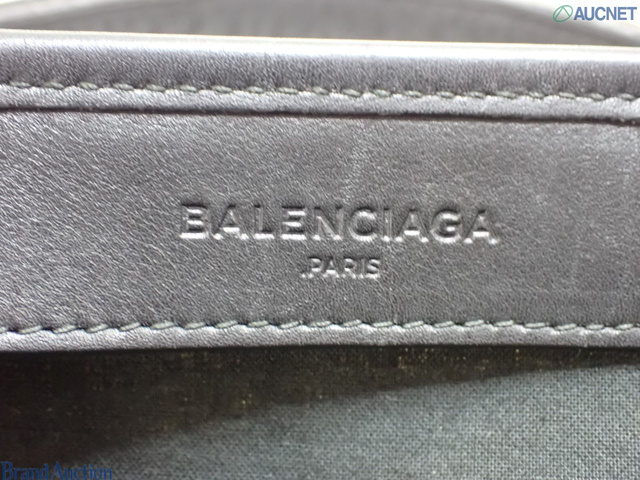 AUCNET
BALENCIAGA
.PARIS
Brand Auction